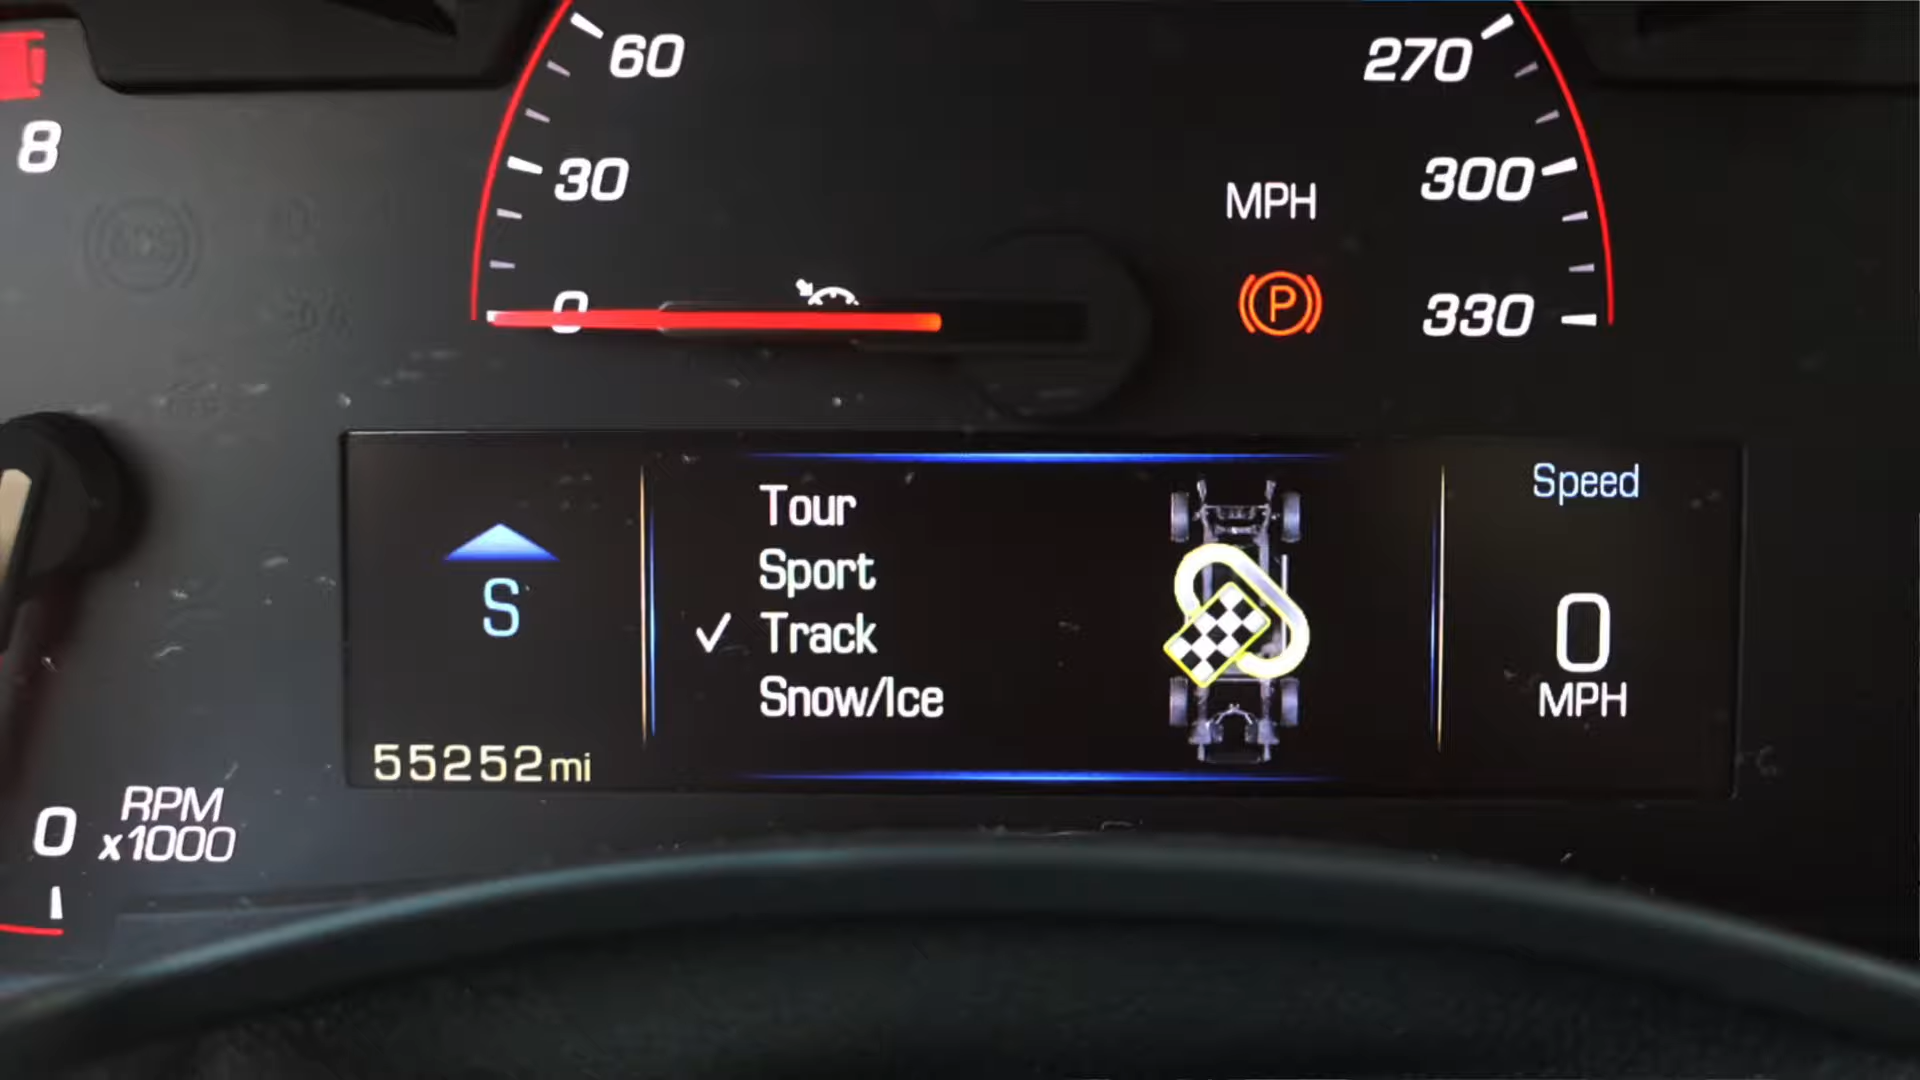 60
270
8
30
MPH
300
0
P
330
Speed
Tour
Sport
Track
Snow/Ice
S
0
MPH
55252mi
RPM
x1000
0